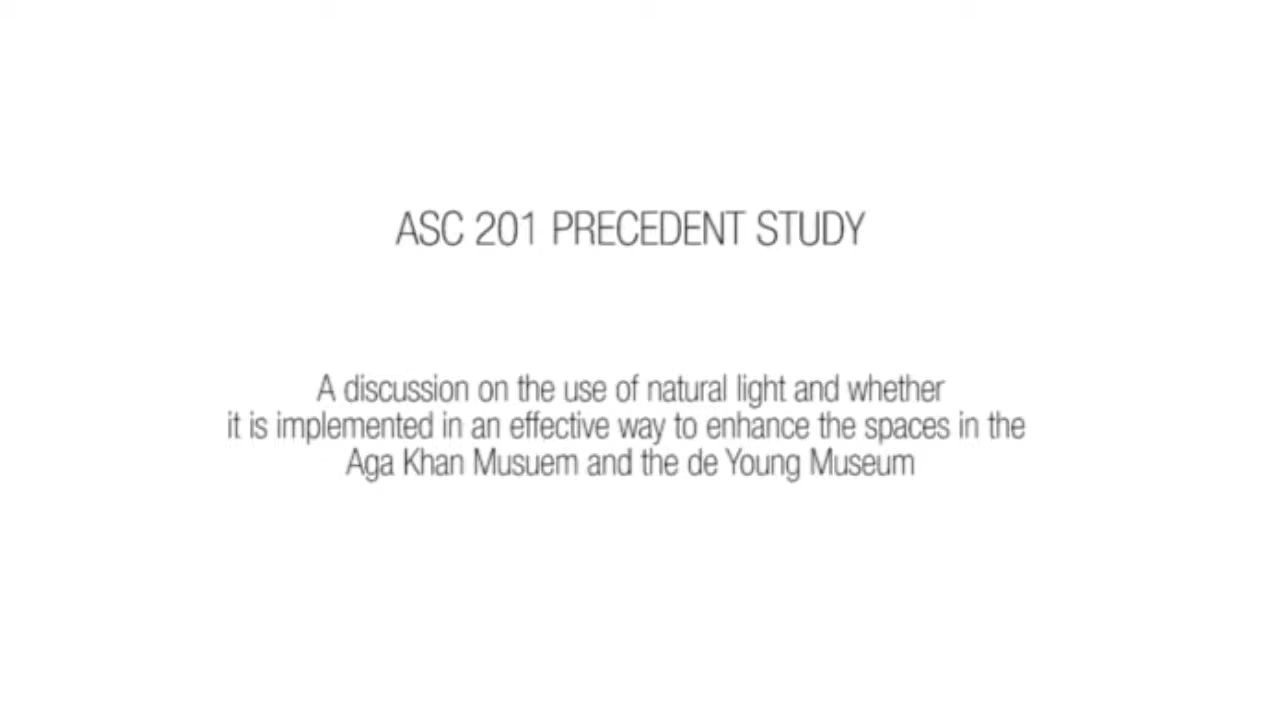 ASC 201 PRECEDENT STUDY
A discussion on the use of natural light and whether
it is implemented in an effective way to enhance the spaces in the
Aga Khan Musuem and the de Young Museum